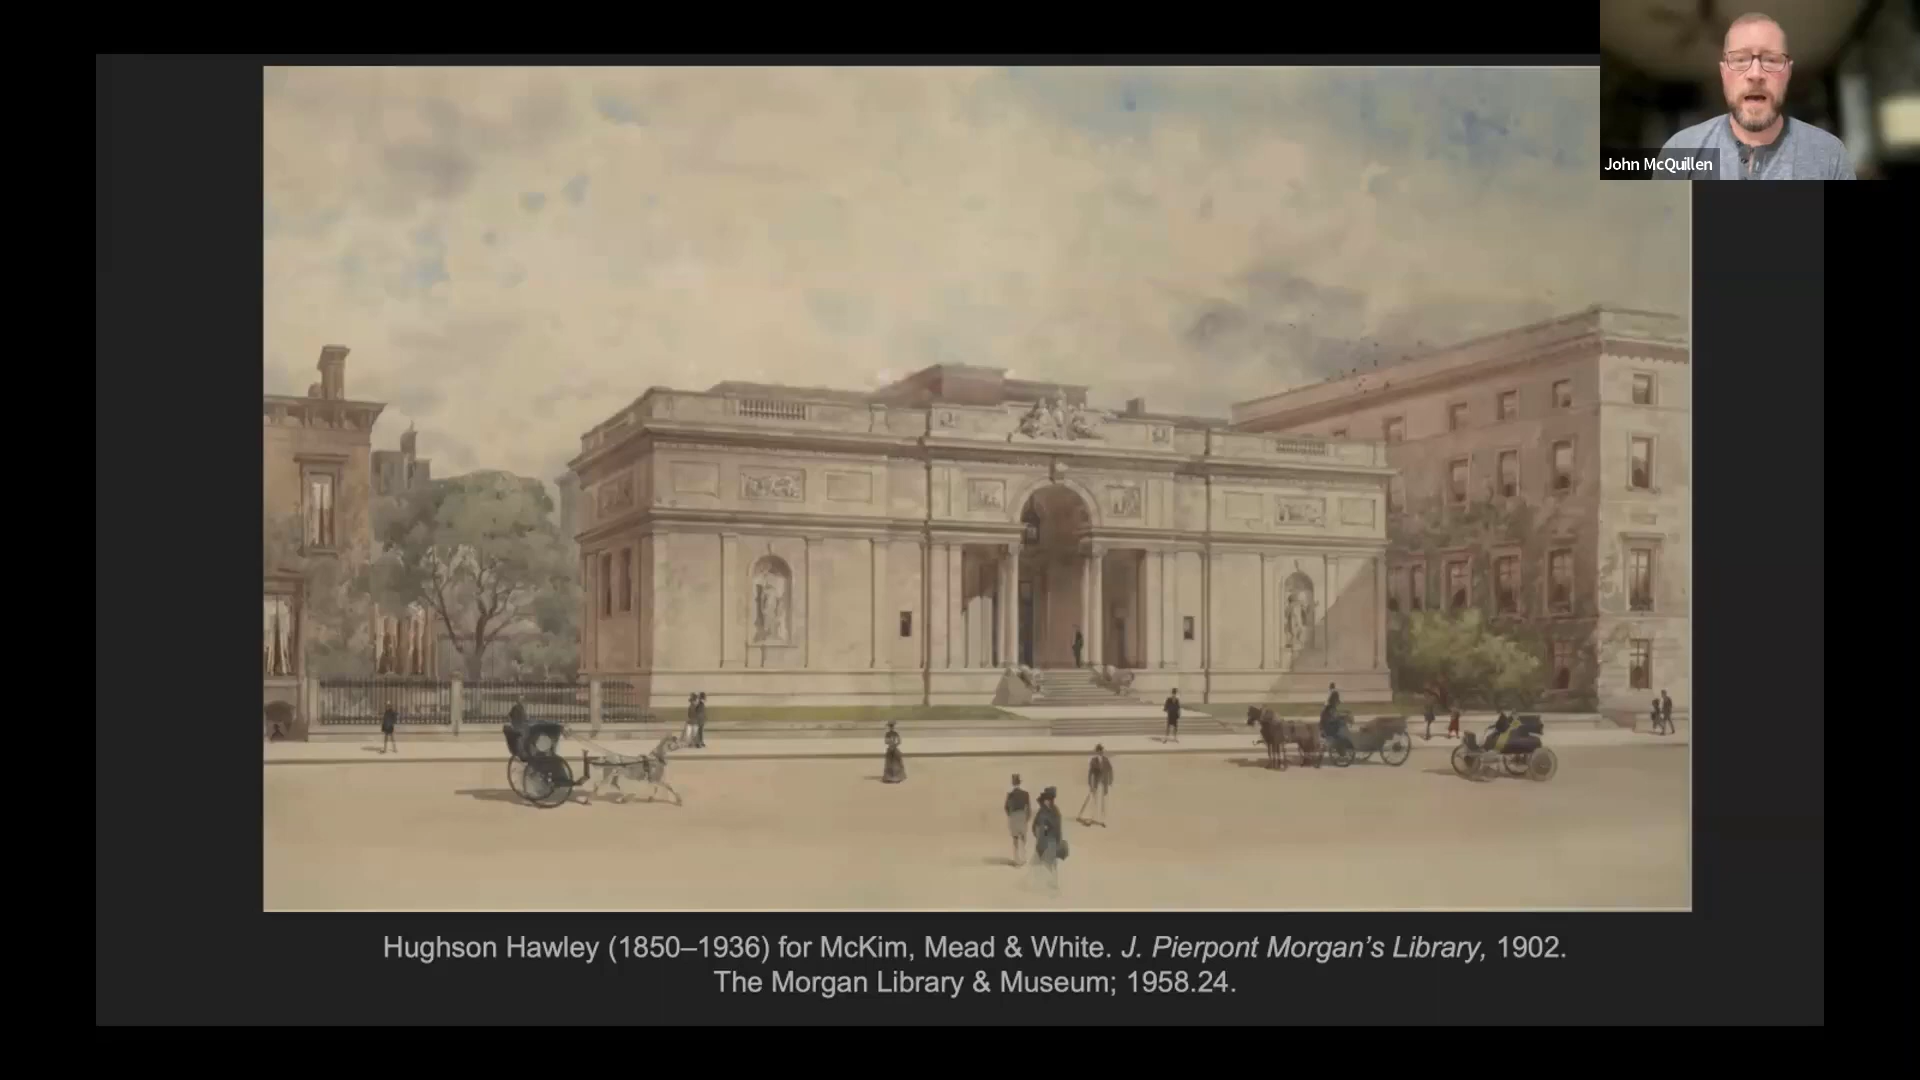 John McQuillen
Hughson Hawley (1850–1936) for McKim, Mead & White. J. Pierpont Morgan’s Library, 1902.
The Morgan Library & Museum; 1958.24.